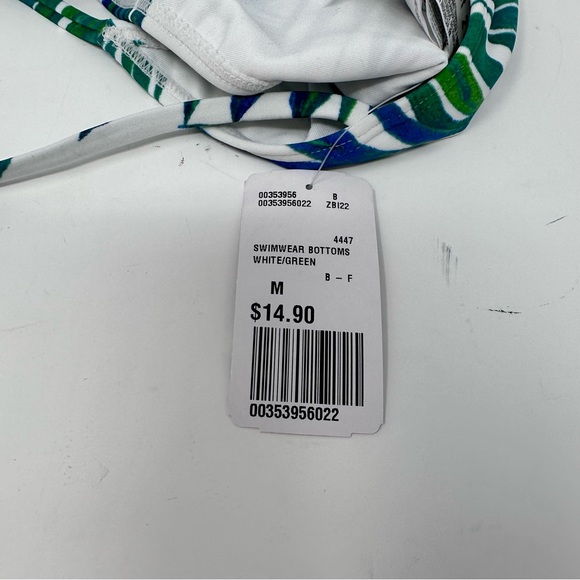 00353956 B
00353956022 ZBI22
4447
SWIMWEAR BOTTOMS
WHITE/GREEN
B - F
M
$14.90
00353956022